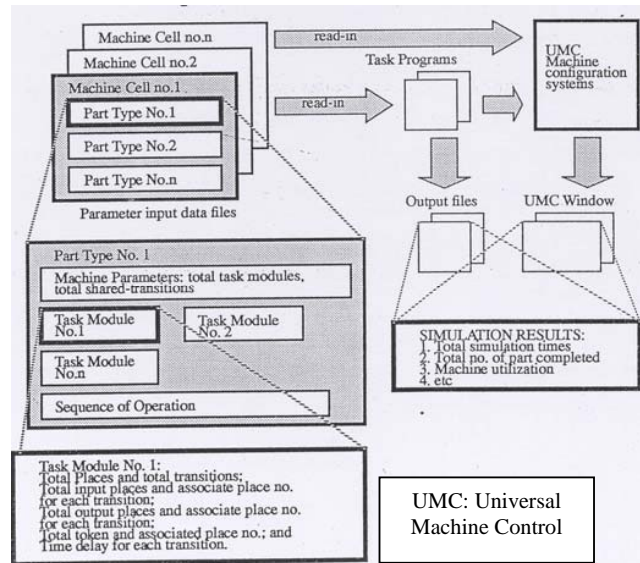 Machine Cell no.n
Machine Cell no.2
Machine Cell no.1
Part Type No.1
Part Type No.2
Part Type No.n
Parameter input data files
read-in
read-in
Task Programs
UMC
Machine
configuration
systems
Output files
UMC Window
Part Type No. 1
Machine Parameters: total task modules,
total shared-transitions
Task Module
No.1
Task Module
No. 2
Task Module
No.n
Sequence of Operation
SIMULATION RESULTS:
1. Total simulation times
2. Total no. of part completed
3. Machine utilization
4. etc
Task Module No. 1:
Total Places and total transitions;
Total input places and associate place no.
for each transition;
Total output places and associate place no.
for each transition;
Total token and associated place no.; and
Time delay for each transition.
UMC: Universal
Machine Control